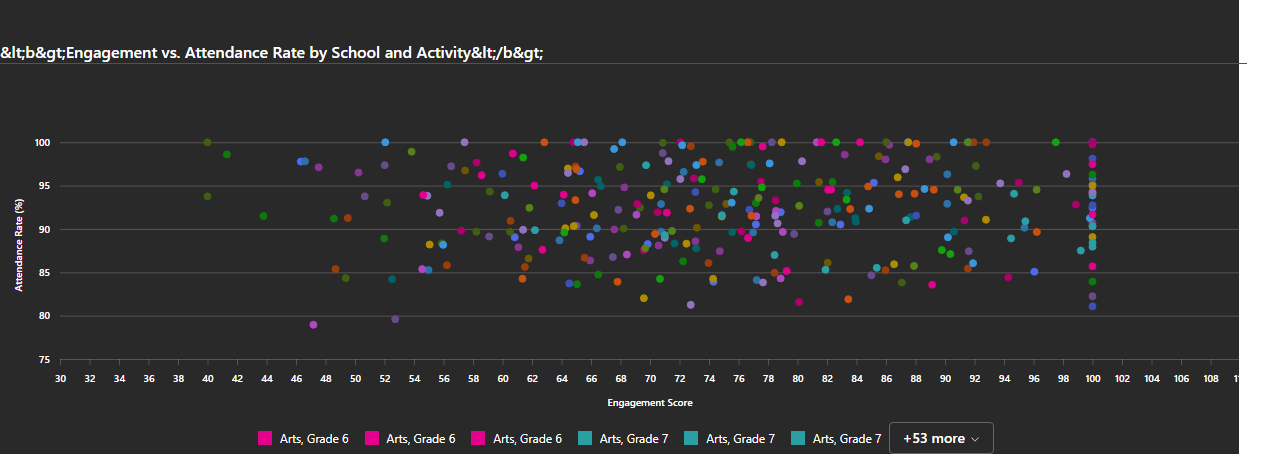 &lt;b&gt;Engagement vs. Attendance Rate by School and Activity&lt;/b&gt;
100
95
90
85
80
75
Attendance Rate (%)
30 32 34 36 38 40 42 44 46 48 50 52 54 56 58 60 62 64 66 68 70 72 74 76 78 80 82 84 86 88 90 92 94 96 98 100 102 104 106 108
Engagement Score
Arts, Grade 6 Arts, Grade 6 Arts, Grade 6 Arts, Grade 7 Arts, Grade 7 Arts, Grade 7 +53 more